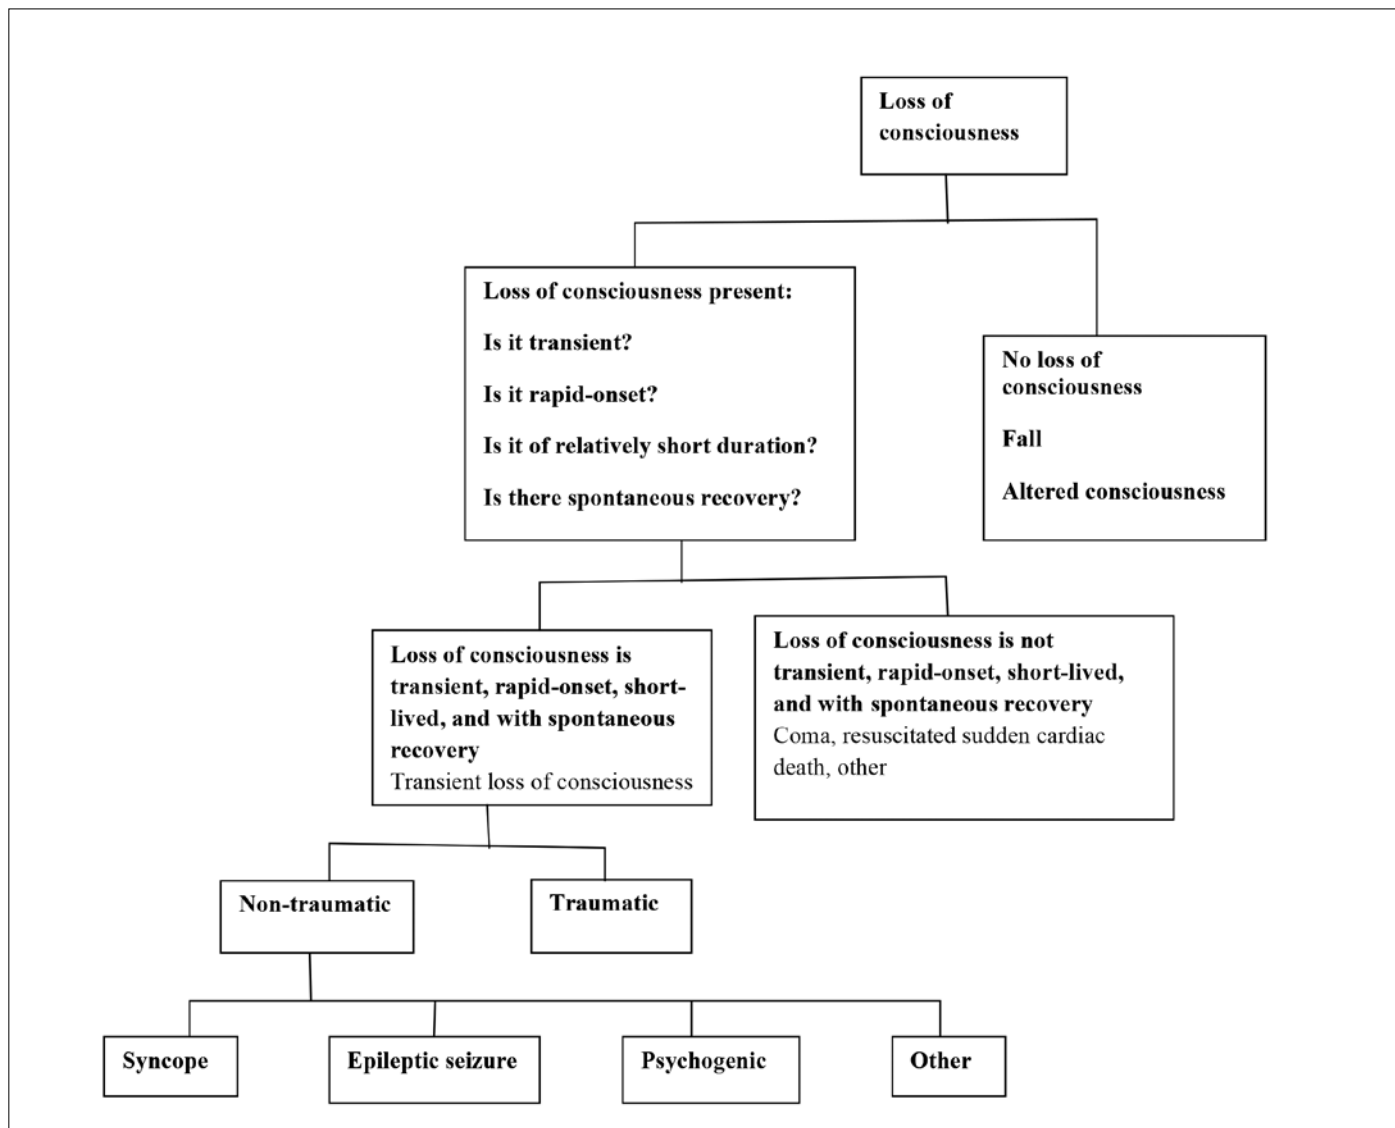 Loss of
consciousness
Loss of consciousness present:
Is it transient?
Is it rapid-onset?
Is it of relatively short duration?
Is there spontaneous recovery?
No loss of
consciousness
Fall
Altered consciousness
Loss of consciousness is
transient, rapid-onset, short-
lived, and with spontaneous
recovery
Transient loss of consciousness
Loss of consciousness is not
transient, rapid-onset, short-lived,
and with spontaneous recovery
Coma, resuscitated sudden cardiac
death, other
Non-traumatic
Traumatic
Syncope
Epileptic seizure
Psychogenic
Other